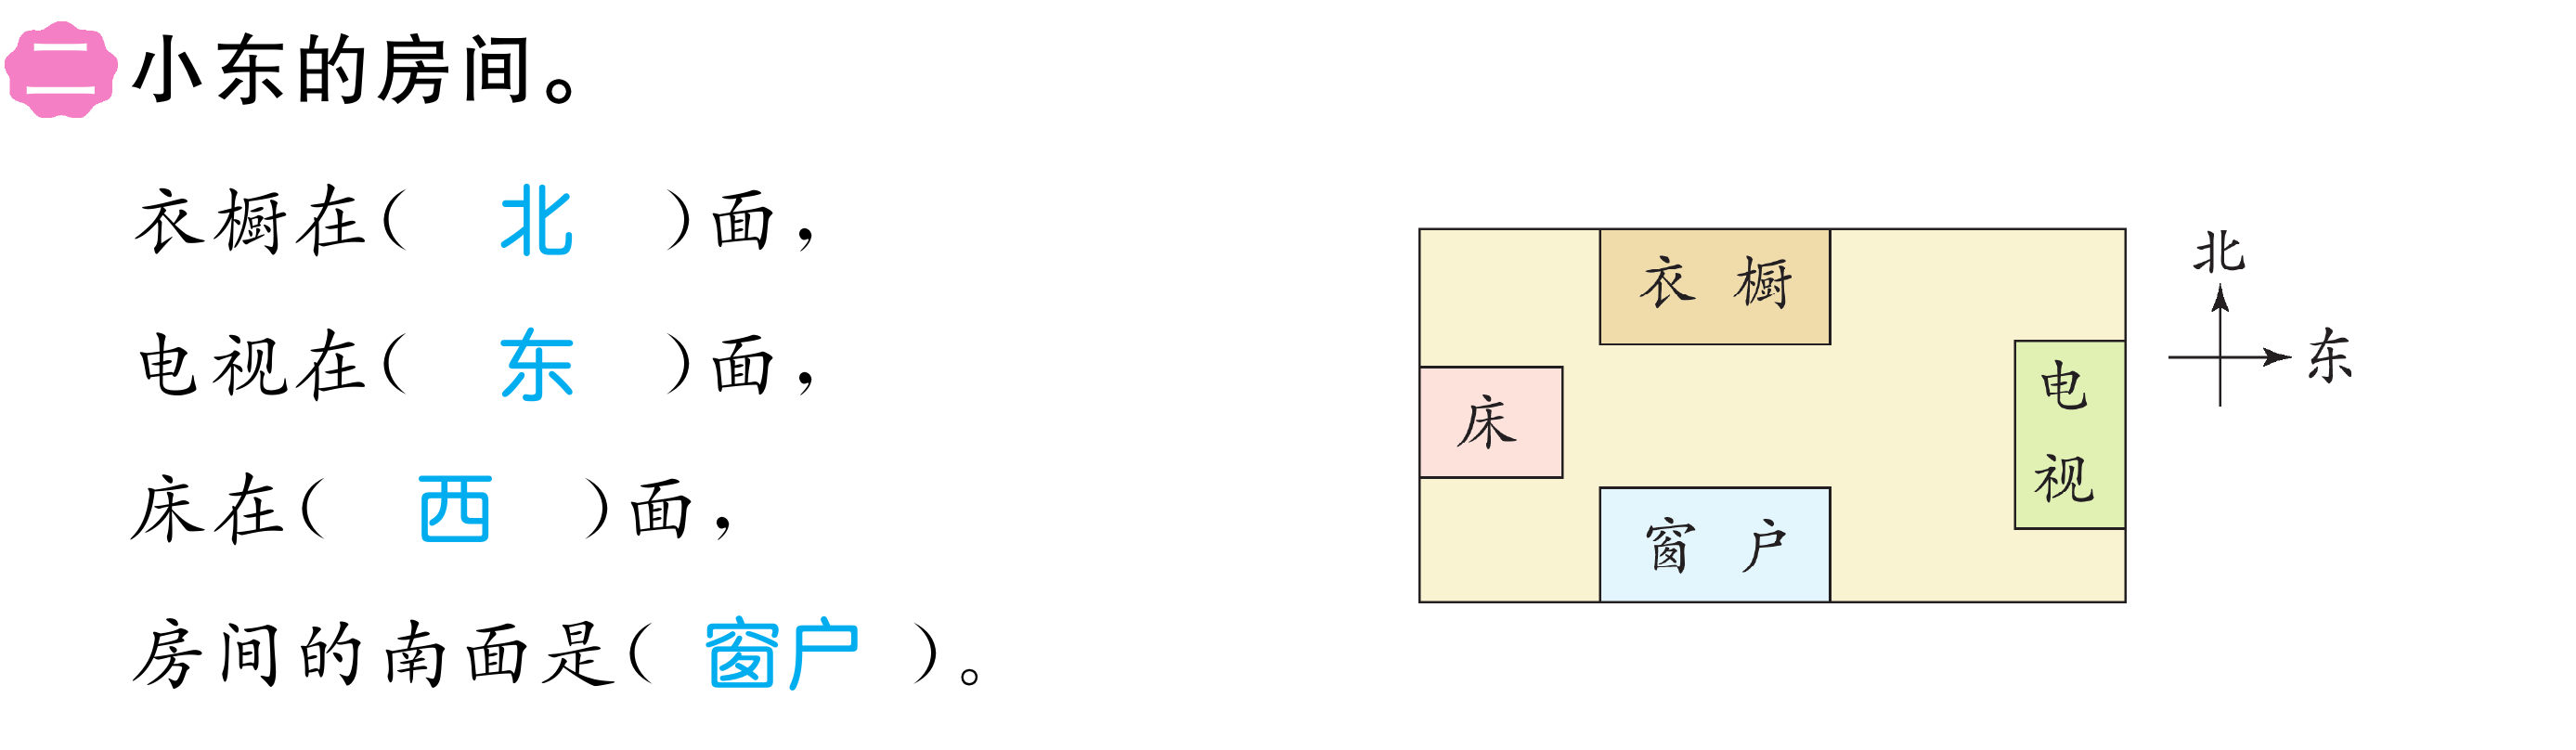 二 小东的房间。
衣橱在( 北 )面，
电视在( 东 )面，
床在( 西 )面，
房间的南面是( 窗户 )。
衣橱
床
电视
窗户
北
东